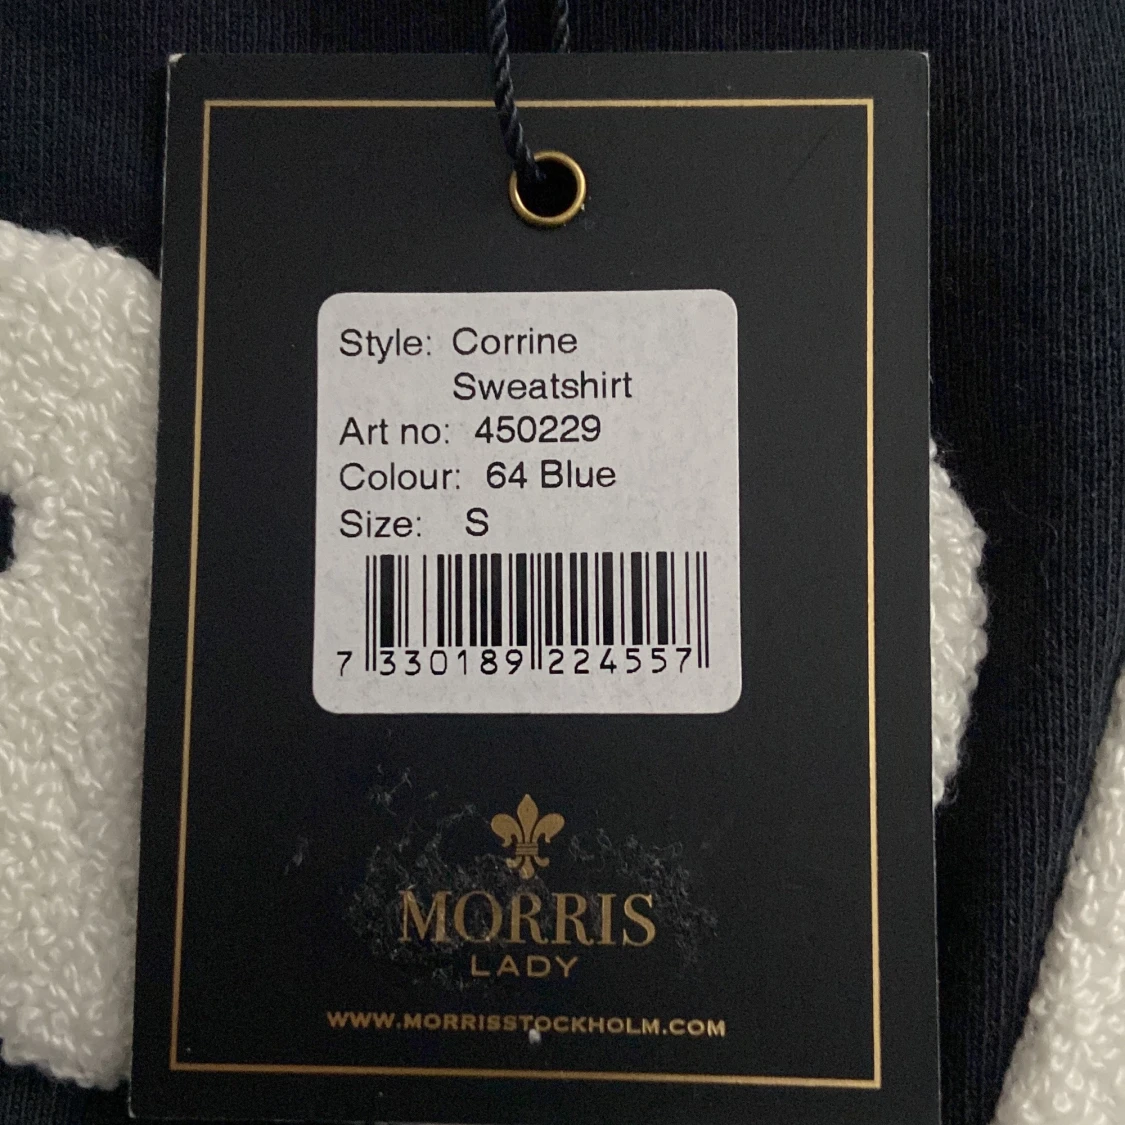 Style: Corrine
Sweatshirt
Art no: 450229
Colour: 64 Blue
Size: S
7 330189 224557
MORRIS
LADY
WWW.MORRISSTOCKHOLM.COM